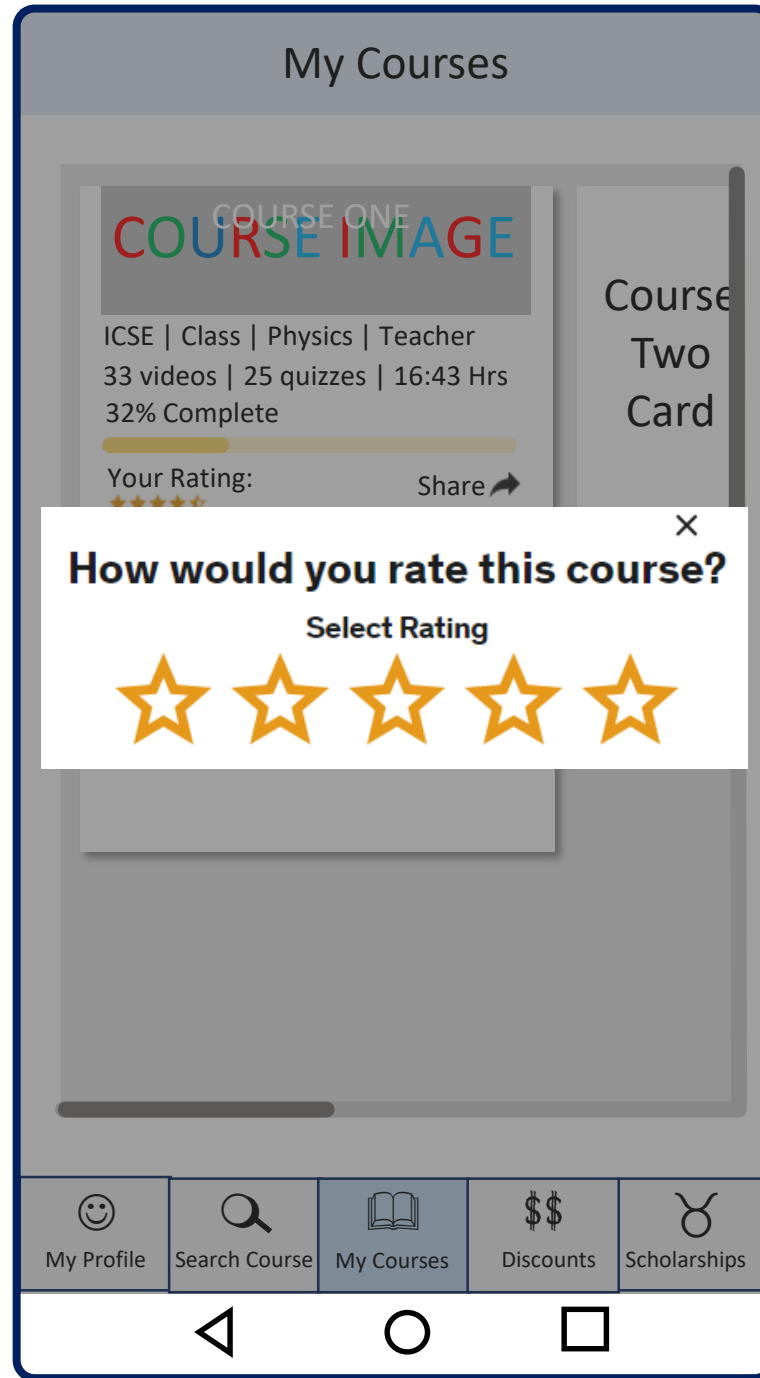 My Courses
COURSE ONE
COURSE IMAGE
ICSE | Class | Physics | Teacher
33 videos | 25 quizzes | 16:43 Hrs
32% Complete
Your Rating:
Share
Course
Two
Card
How would you rate this course?
Select Rating
$$
My Profile
Search Course
My Courses
Discounts
Scholarships